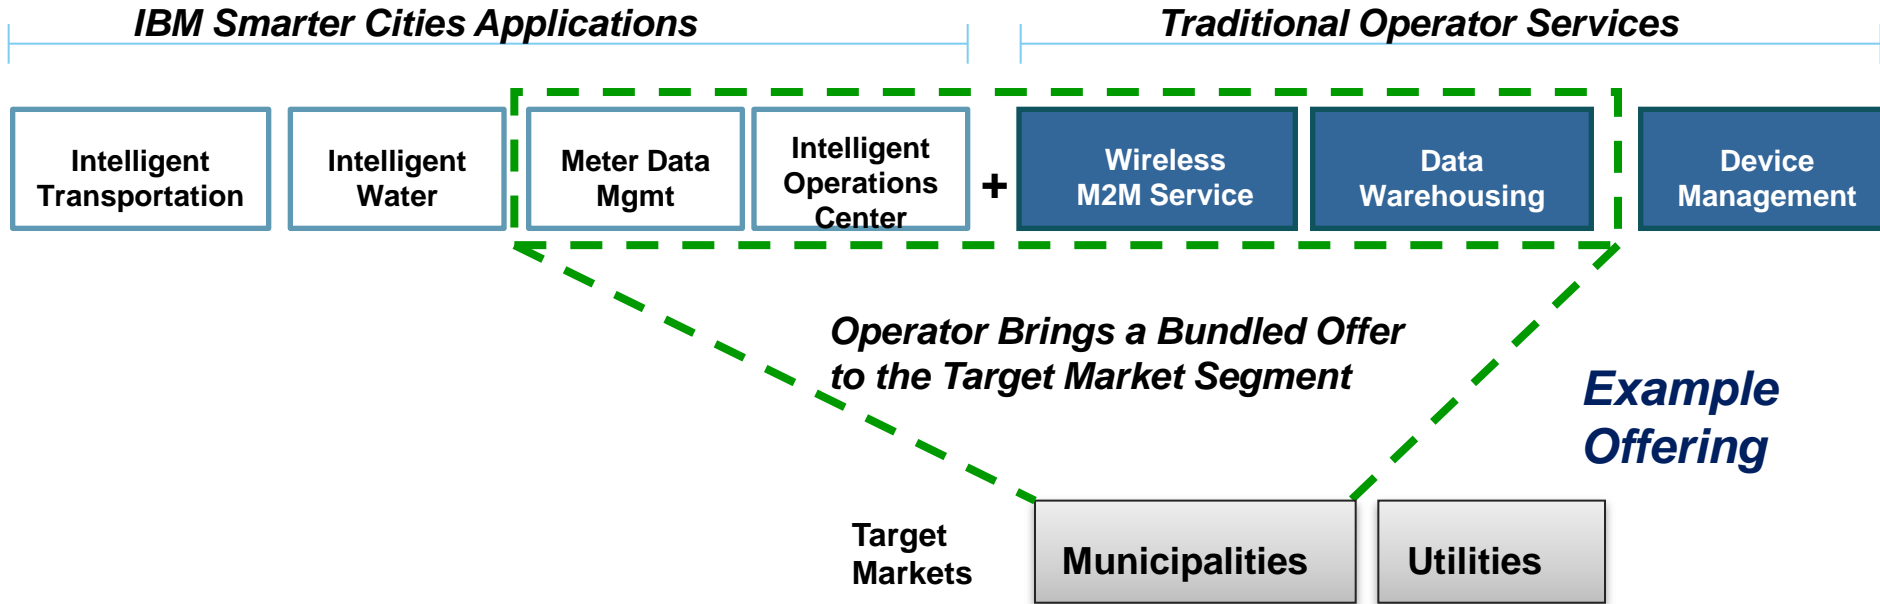 IBM Smarter Cities Applications
Traditional Operator Services
Intelligent
Transportation
Intelligent
Water
Meter Data
Mgmt
Intelligent
Operations
Center
+
Wireless
M2M Service
Data
Warehousing
Device
Management
Operator Brings a Bundled Offer
to the Target Market Segment
Example
Offering
Target
Markets
Municipalities
Utilities